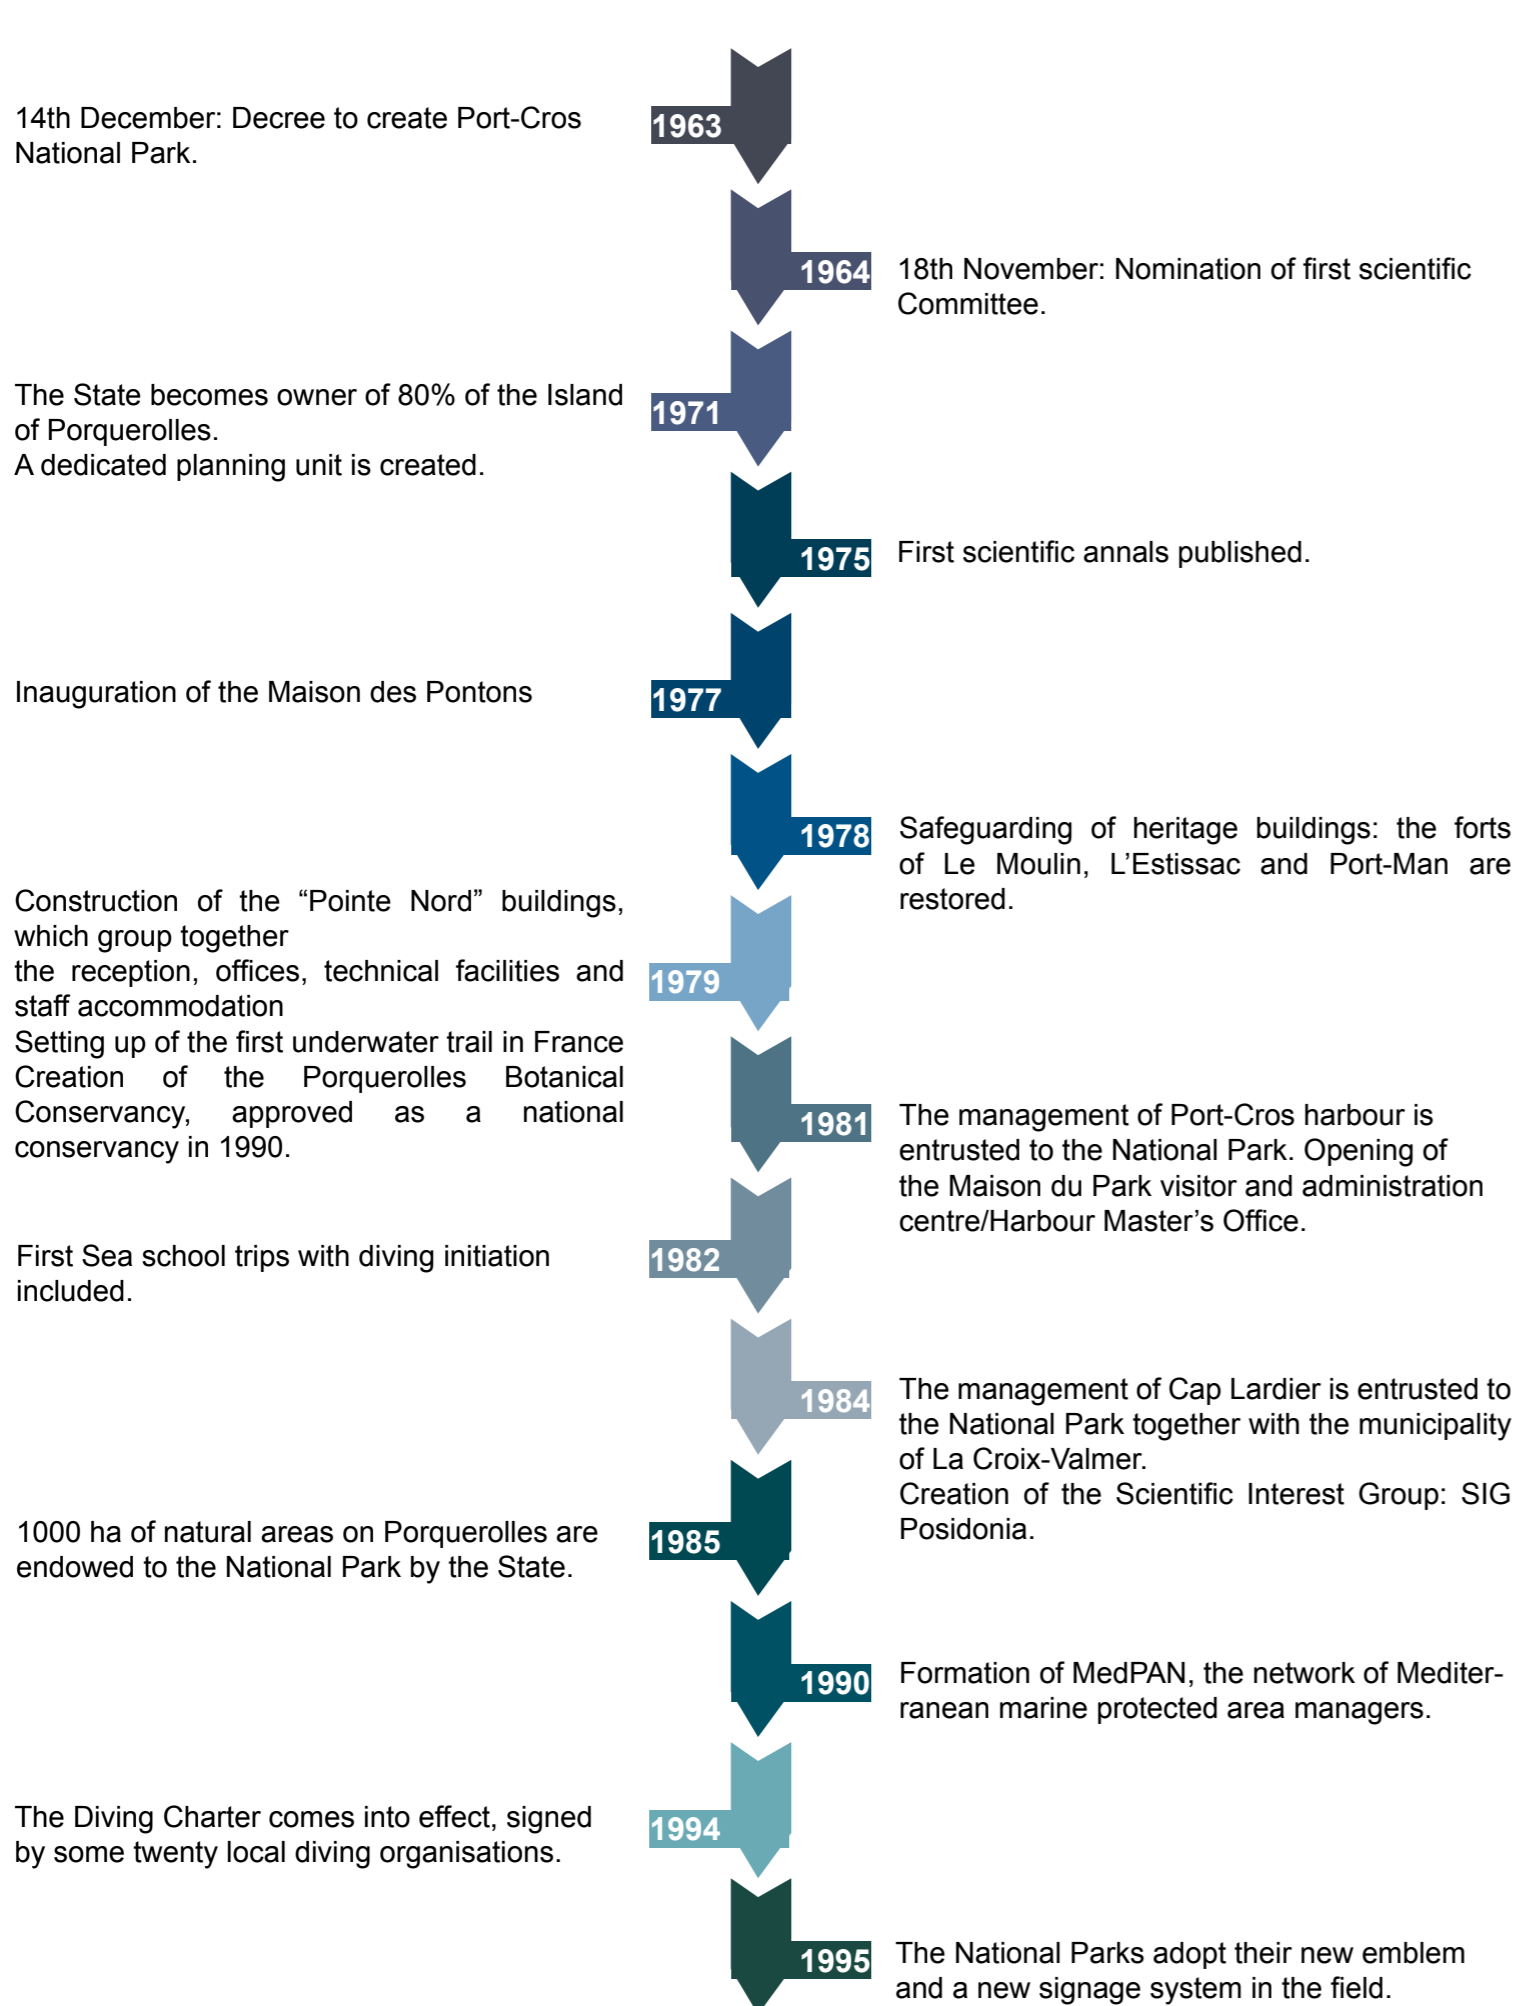 14th December: Decree to create Port-Cros
National Park.
1963
1964
18th November: Nomination of first scientific
Committee.
The State becomes owner of 80% of the Island
of Porquerolles.
A dedicated planning unit is created.
1971
1975
First scientific annals published.
Inauguration of the Maison des Pontons
1977
1978
Safeguarding of heritage buildings: the forts
of Le Moulin, L’Estissac and Port-Man are
restored.
Construction of the “Pointe Nord” buildings,
which group together
the reception, offices, technical facilities and
staff accommodation
Setting up of the first underwater trail in France
Creation of the Porquerolles Botanical
Conservancy, approved as a national
conservancy in 1990.
1979
1981
The management of Port-Cros harbour is
entrusted to the National Park. Opening of
the Maison du Park visitor and administration
centre/Harbour Master’s Office.
First Sea school trips with diving initiation
included.
1982
1984
The management of Cap Lardier is entrusted to
the National Park together with the municipality
of La Croix-Valmer.
Creation of the Scientific Interest Group: SIG
Posidonia.
1000 ha of natural areas on Porquerolles are
endowed to the National Park by the State.
1985
1990
Formation of MedPAN, the network of Mediter-
ranean marine protected area managers.
The Diving Charter comes into effect, signed
by some twenty local diving organisations.
1994
1995
The National Parks adopt their new emblem
and a new signage system in the field.